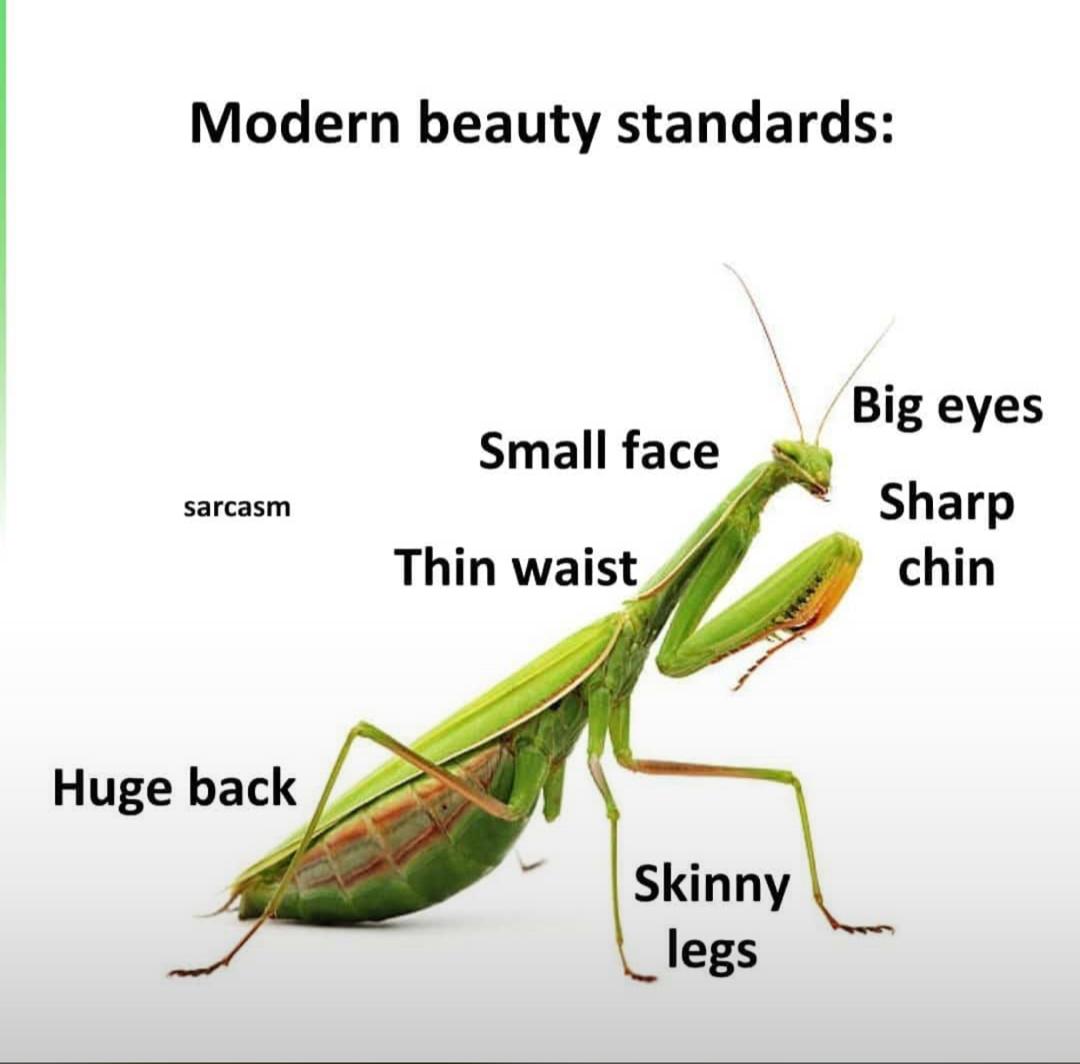 Modern beauty standards:
Big eyes
Small face
Sharp
chin
sarcasm
Thin waist
Huge back
Skinny
legs